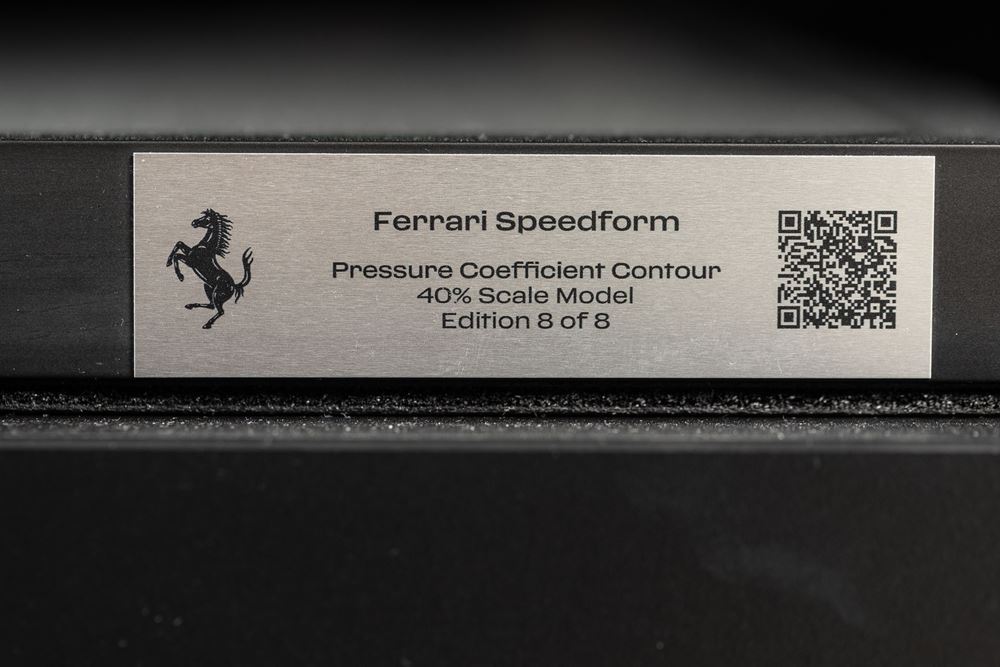 Ferrari Speedform
Pressure Coefficient Contour
40% Scale Model
Edition 8 of 8